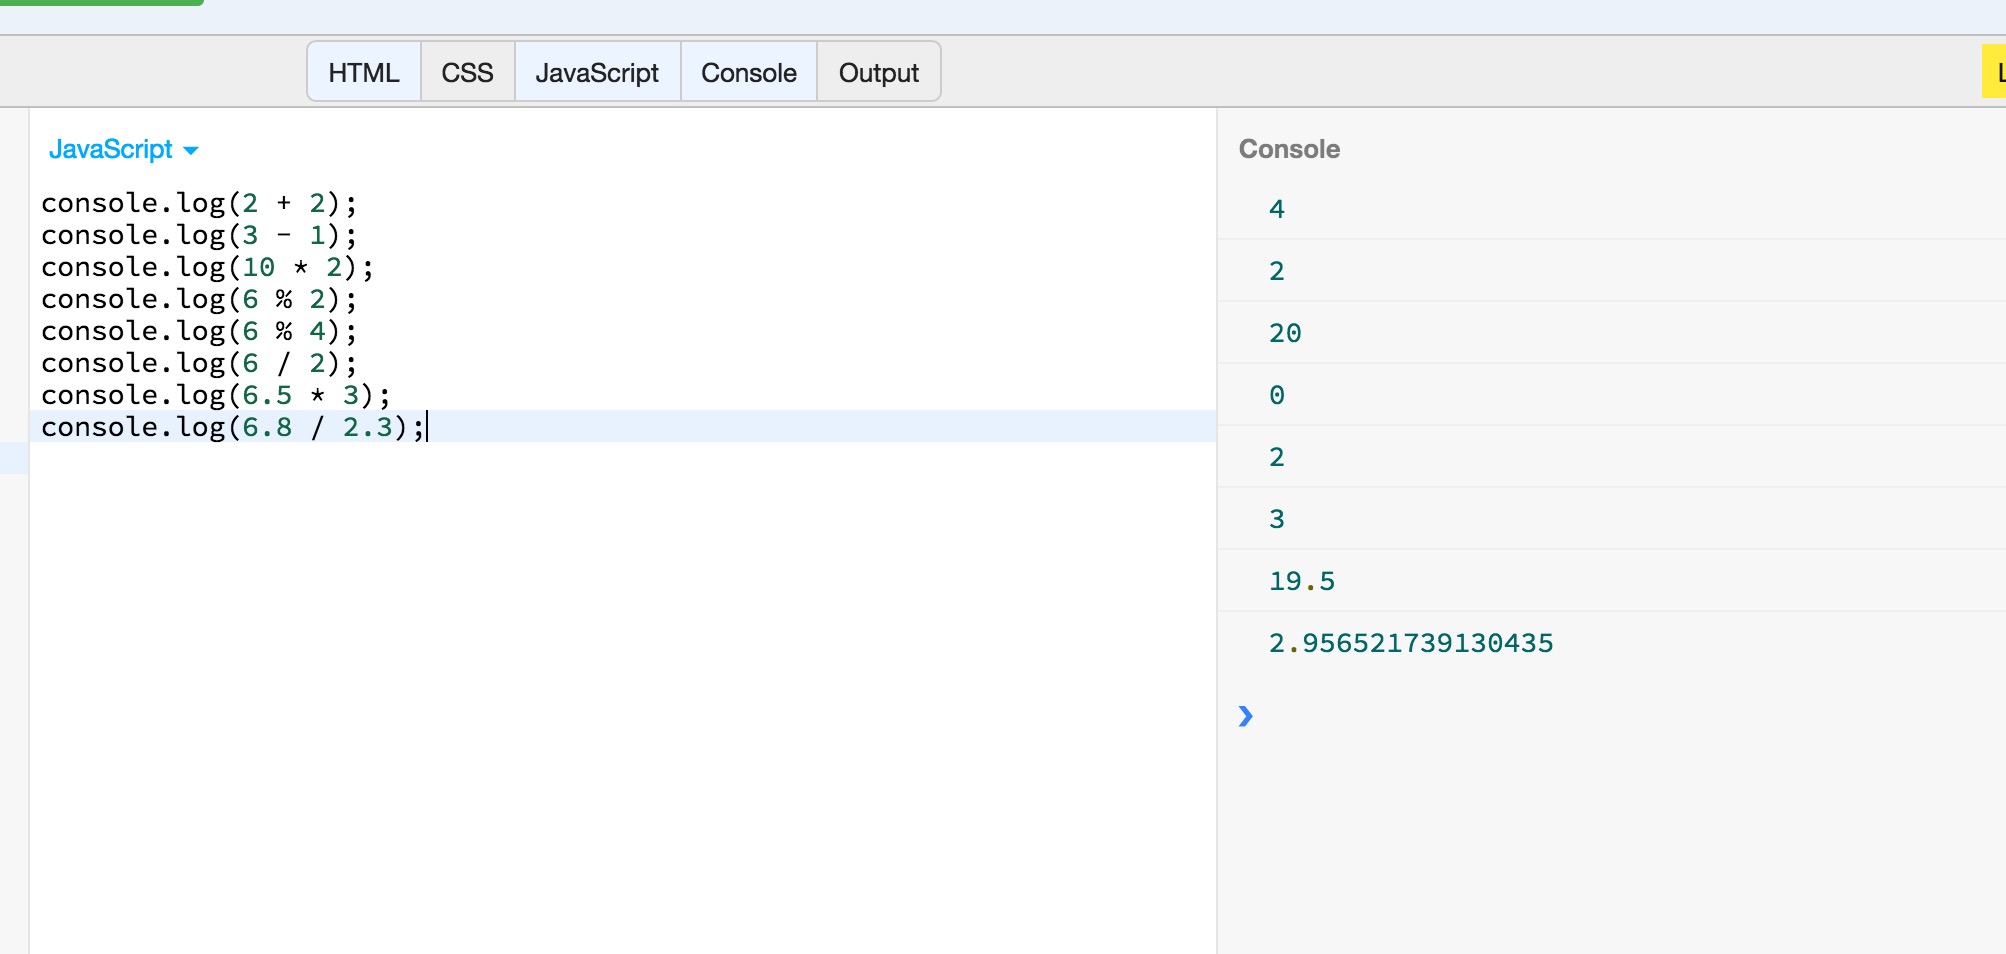 HTML CSS JavaScript Console Output
JavaScript
console.log(2 + 2);
console.log(3 - 1);
console.log(10 * 2);
console.log(6 % 2);
console.log(6 % 4);
console.log(6 / 2);
console.log(6.5 * 3);
console.log(6.8 / 2.3);
Console
4
2
20
0
2
3
19.5
2.956521739130435